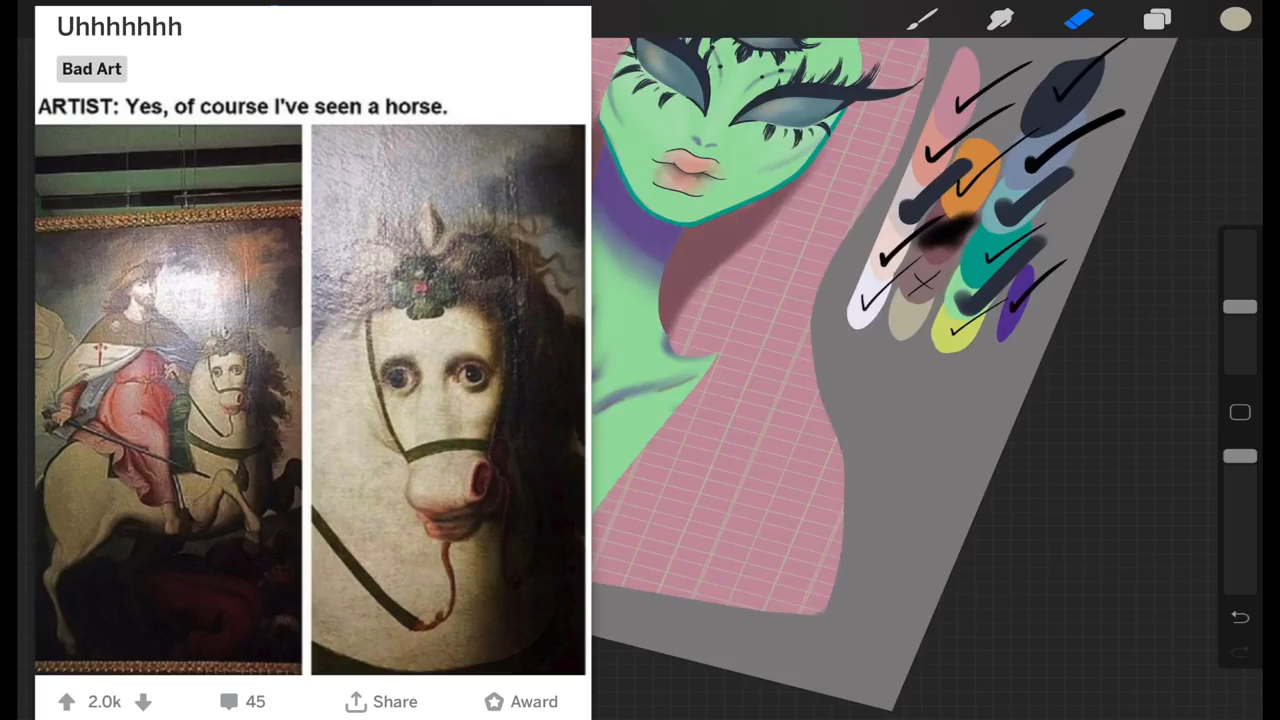 Uhhhhhhh
Bad Art
ARTIST: Yes, of course I've seen a horse.
2.0k
45
Share
Award